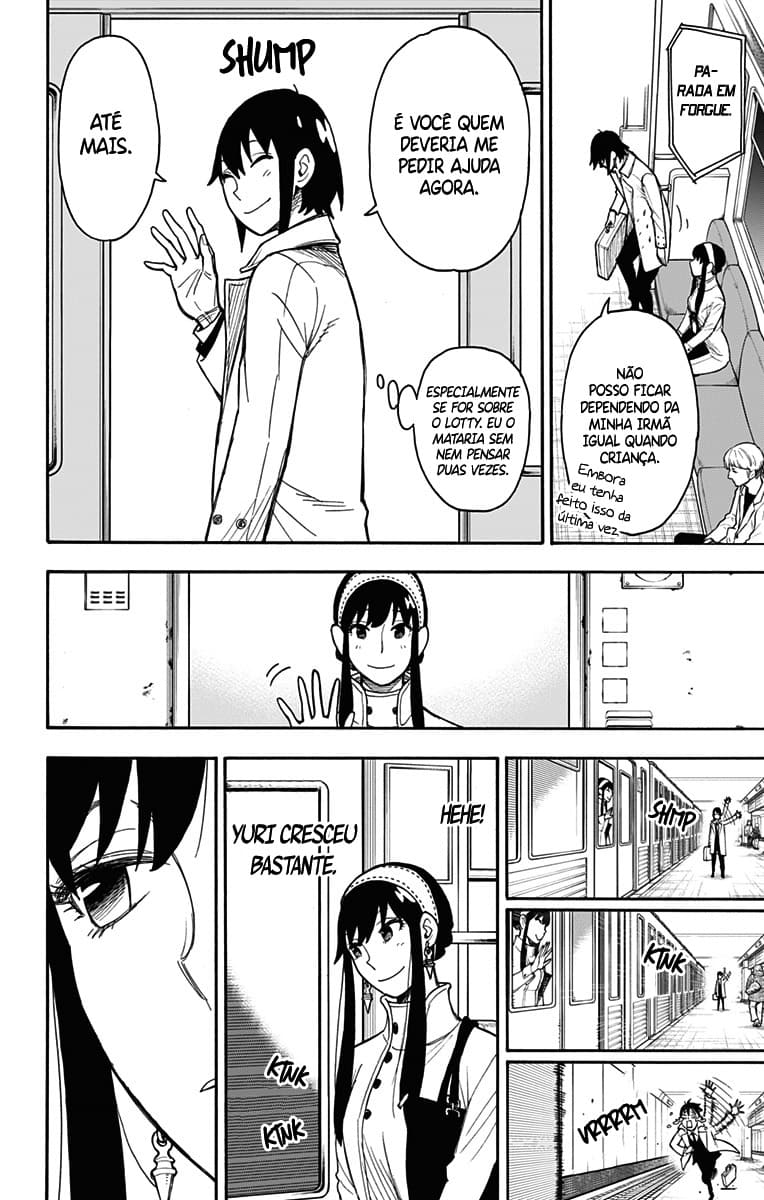 PA-
RADA EM
FORGUE.
NÃO
POSSO FICAR
DEPENDENDO DA
MINHA IRMÃ
IGUAL QUANDO
CRIANÇA.
Embora
eu tenha
feito isso da
última vez
SHUMP
É VOCÊ QUEM
DEVERIA ME
PEDIR AJUDA
AGORA.
ESPECIALMENTE
SE FOR SOBRE
O LOTTY. EU O
MATARIA SEM
NEM PENSAR
DUAS VEZES.
ATÉ
MAIS.
SHMP
KTNK
VRRRRM
HEHE!
YURI CRESCEU
BASTANTE.
KTNK
KTNK